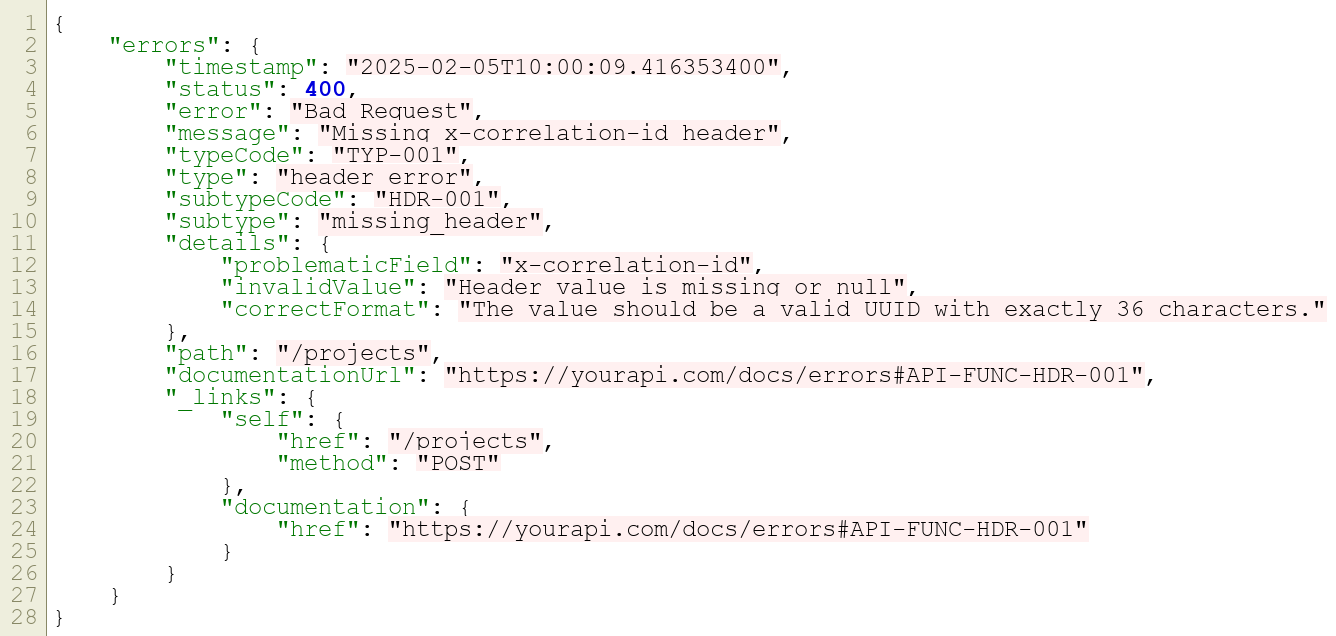 1 {
2     "errors": {
3         "timestamp": "2025-02-05T10:00:09.416353400",
4         "status": 400,
5         "error": "Bad Request",
6         "message": "Missing x-correlation-id header",
7         "typeCode": "TYP-001",
8         "type": "header error",
9         "subtypeCode": "HDR-001",
10         "subtype": "missing_header",
11         "details": {
12             "problematicField": "x-correlation-id",
13             "invalidValue": "Header value is missing or null",
14             "correctFormat": "The value should be a valid UUID with exactly 36 characters."
15         },
16         "path": "/projects",
17         "documentationUrl": "https://yourapi.com/docs/errors#API-FUNC-HDR-001",
18         "_links": {
19             "self": {
20                 "href": "/projects",
21                 "method": "POST"
22             },
23             "documentation": {
24                 "href": "https://yourapi.com/docs/errors#API-FUNC-HDR-001"
25             }
26         }
27     }
28 }